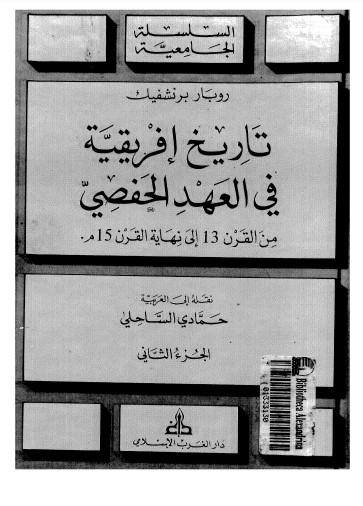 السلسلة
الجامعية
روبار برنشفيك
تاريخ إفريقية
في العهد الحفصي
من القرن 13 إلى نهاية القرن 15 م.
نقله إلى العربية
حمادي الساحلي
الجزء الثاني
Bibliotheca Alexandrina
دار الغرب الإسلامي